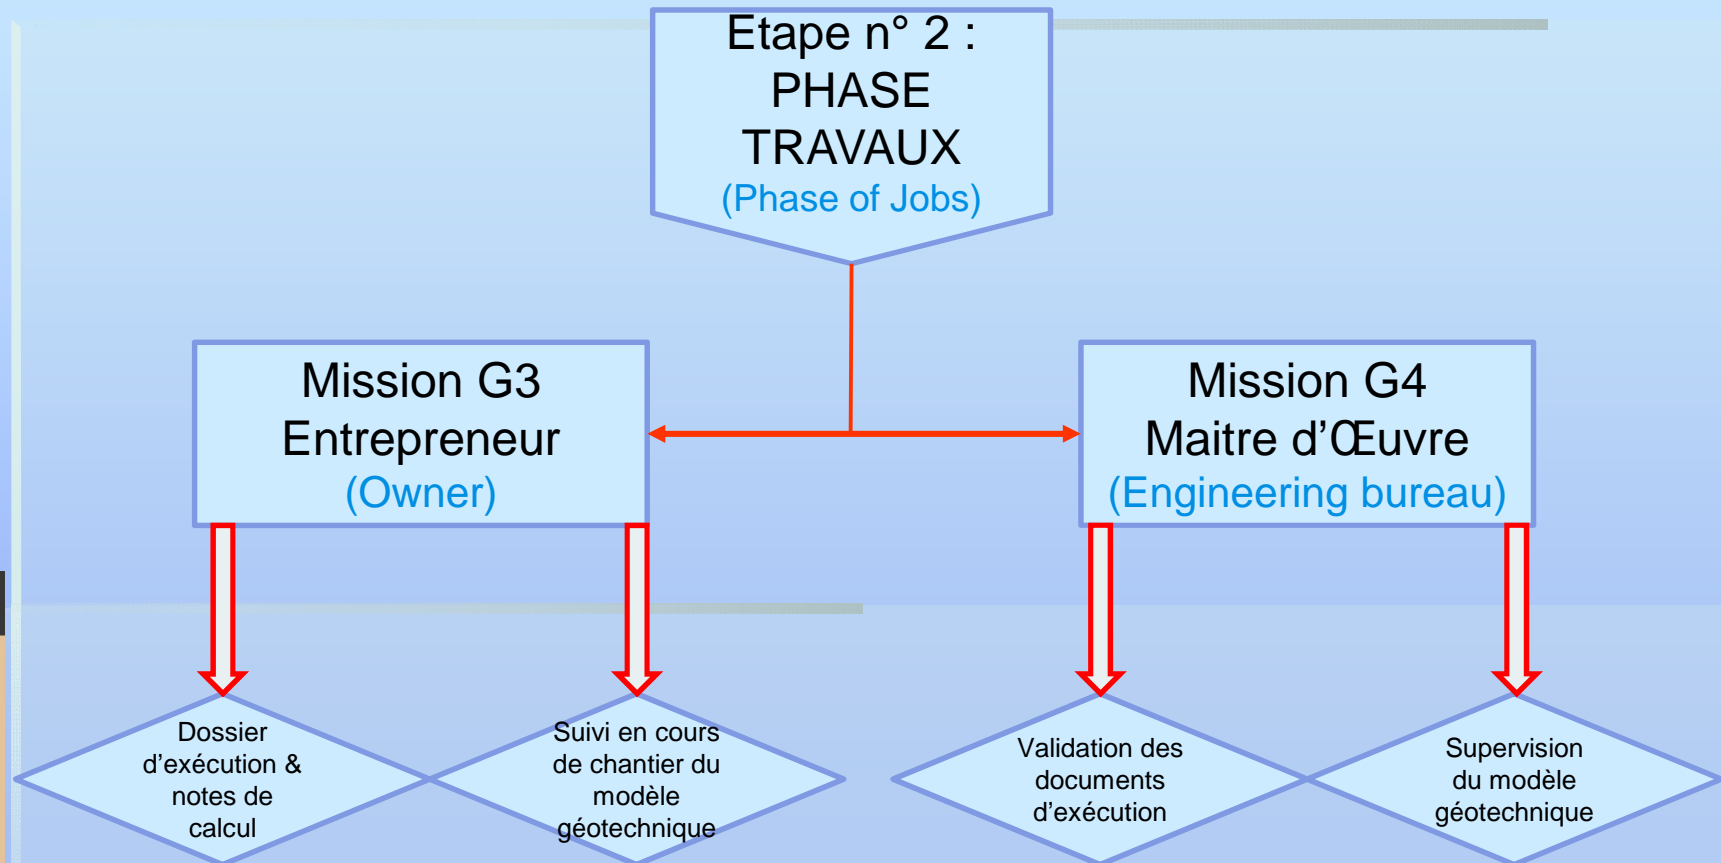 Etape n° 2 :
PHASE
TRAVAUX
(Phase of Jobs)
Mission G3
Entrepreneur
(Owner)
Mission G4
Maitre d’Œuvre
(Engineering bureau)
Dossier
d’exécution &
notes de
calcul
Suivi en cours
de chantier du
modèle
géotechnique
Validation des
documents
d’exécution
Supervision
du modèle
géotechnique